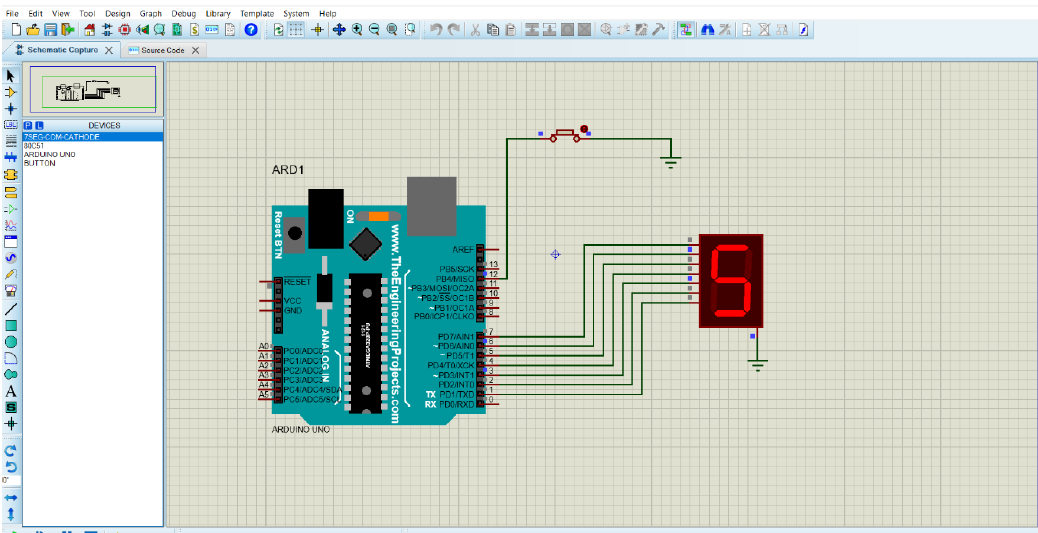 File Edit View Tool Design Graph Debug Library Template System Help
Schematic Capture X Source Code X
P L DEVICES
7SEG-COM-CATHODE
80C51
ARDUINO UNO
BUTTON
LBL
A
S
0°
ARD1
Reset BTN
ON
www.TheEngineeringProjects.com
ANALOG IN
RESET
VCC
GND
A0 PC0/ADC0
A1 PC1/ADC1
A2 PC2/ADC2
A3 PC3/ADC3
A4 PC4/ADC4/SDA
A5 PC5/ADC5/SCL
AREF
PB5/SCK 13
PB4/MISO 12
~PB3/MOSI/OC2A 11
~PB2/SS/OC1B 10
~PB1/OC1A 9
PB0/ICP1/CLKO 8
PD7/AIN1 7
~PD6/AIN0 6
~PD5/T1 5
PD4/T0/XCK 4
~PD3/INT1 3
PD2/INT0 2
TX PD1/TXD 1
RX PD0/RXD 0
ARDUINO UNO
5